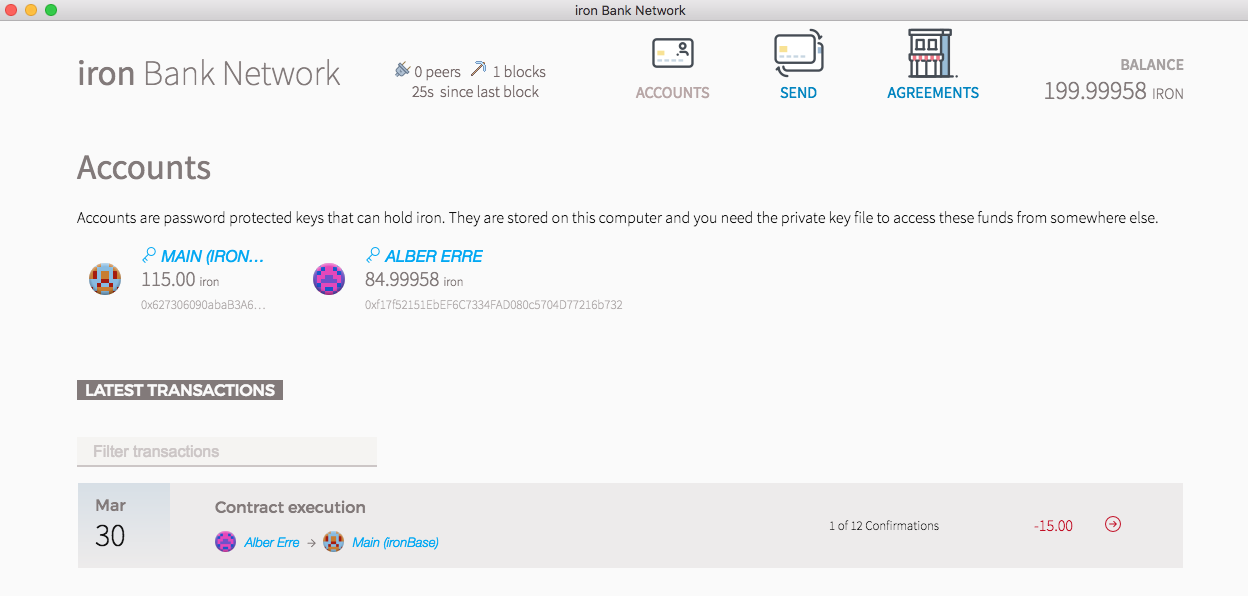 iron Bank Network
iron Bank Network
0 peers 1 blocks
25s since last block
ACCOUNTS
SEND
AGREEMENTS
BALANCE
199.99958 IRON
Accounts
Accounts are password protected keys that can hold iron. They are stored on this computer and you need the private key file to access these funds from somewhere else.
MAIN (IRON...
115.00 iron
0x627306090abaB3A6...
ALBER ERRE
84.99958 iron
0xf17f52151EbEF6C7334FAD080c5704D77216b732
LATEST TRANSACTIONS
Filter transactions
Mar
30
Contract execution
Alber Erre → Main (ironBase)
1 of 12 Confirmations
-15.00